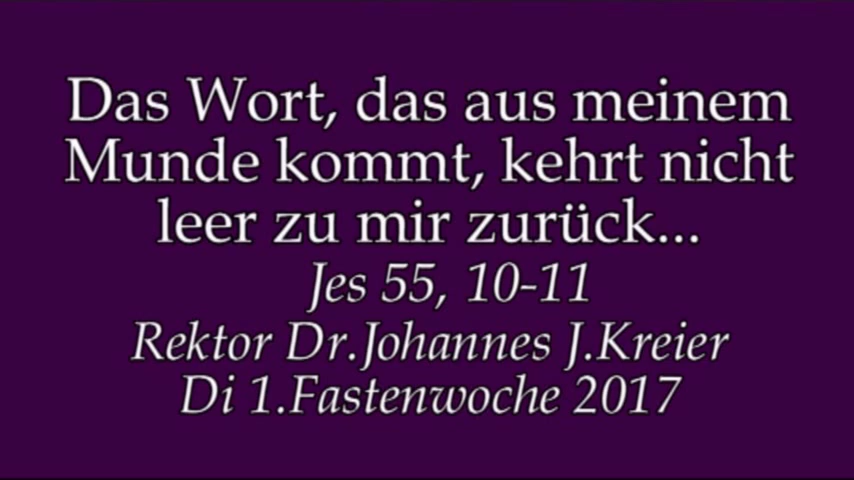 Das Wort, das aus meinem
Munde kommt, kehrt nicht
leer zu mir zurück...
Jes 55, 10-11
Rektor Dr.Johannes J.Kreier
Di 1.Fastenwoche 2017